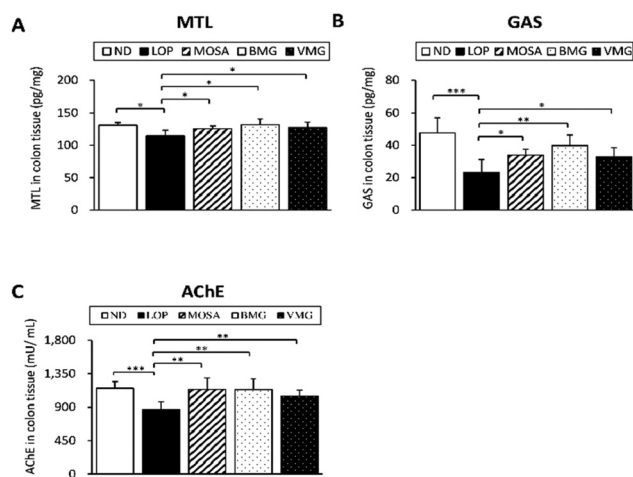 A
MTL
ND LOP MOSA BMG VMG
MTL in colon tissue (pg/mg)
200
150
100
50
0
*
*
*
*
B
GAS
ND LOP MOSA BMG VMG
GAS in colon tissue (pg/mg)
80
60
40
20
0
***
*
**
*
C
AChE
ND LOP MOSA BMG VMG
AChE in colon tissue (mU/ mL)
1,800
1,350
900
450
0
***
**
**
**